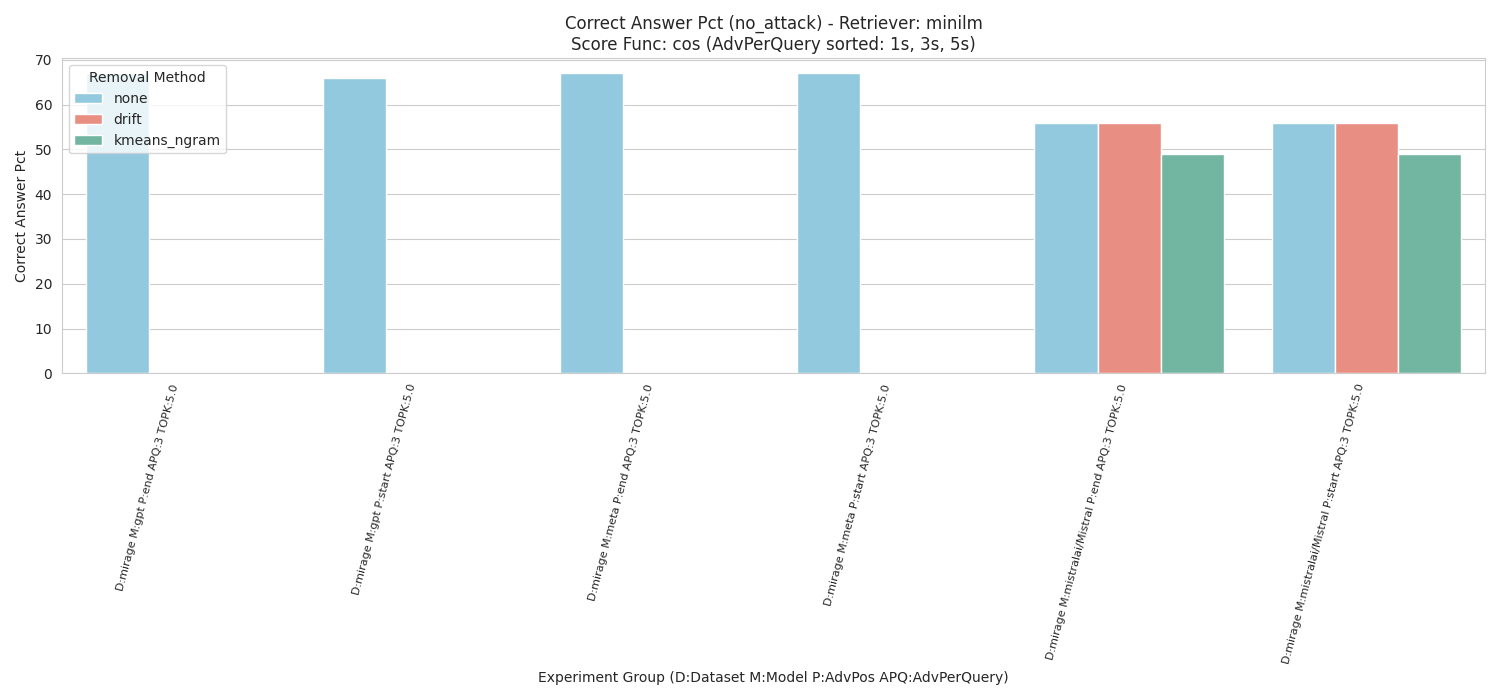 Correct Answer Pct (no_attack) - Retriever: minilm
Score Func: cos (AdvPerQuery sorted: 1s, 3s, 5s)
Removal Method
none
drift
kmeans_ngram
Correct Answer Pct
70
60
50
40
30
20
10
0
D:mirage M:gpt P:end APQ:3 TOPK:5.0
D:mirage M:gpt P:start APQ:3 TOPK:5.0
D:mirage M:meta P:end APQ:3 TOPK:5.0
D:mirage M:meta P:start APQ:3 TOPK:5.0
D:mirage M:mistralai/Mistral P:end APQ:3 TOPK:5.0
D:mirage M:mistralai/Mistral P:start APQ:3 TOPK:5.0
Experiment Group (D:Dataset M:Model P:AdvPos APQ:AdvPerQuery)